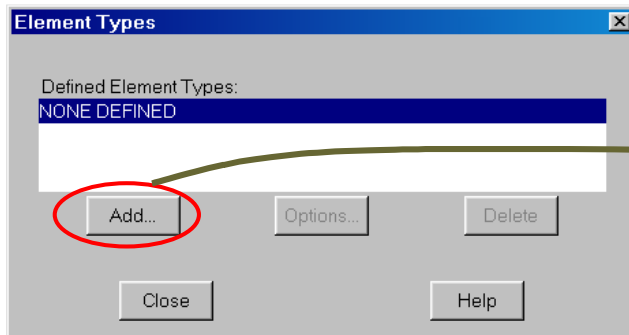 Element Types
Defined Element Types:
NONE DEFINED
Add... Options... Delete
Close Help